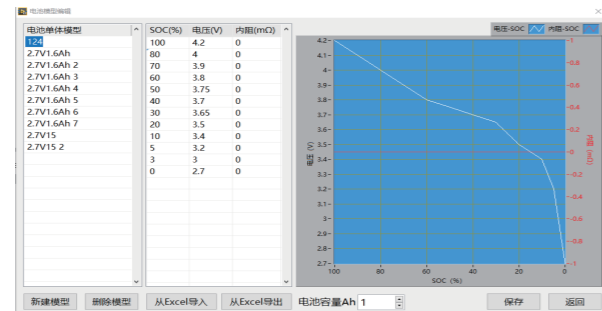 电池模型编辑
电池单体模型
124
2.7V1.6Ah
2.7V1.6Ah 2
2.7V1.6Ah 3
2.7V1.6Ah 4
2.7V1.6Ah 5
2.7V1.6Ah 6
2.7V1.6Ah 7
2.7V15
2.7V15 2
SOC(%) 电压(V) 内阻(mΩ)
100 4.2 0
80 4 0
70 3.9 0
60 3.8 0
50 3.75 0
40 3.7 0
30 3.65 0
20 3.5 0
10 3.4 0
5 3.2 0
3 3 0
0 2.7 0
电压-SOC 内阻-SOC
电压 (V)
4.2
4.1
4
3.9
3.8
3.7
3.6
3.5
3.4
3.3
3.2
3.1
3
2.9
2.8
2.7
100 80 60 40 20 0
SOC (%)
1
0.8
0.6
0.4
0.2
0
-0.2
-0.4
-0.6
-0.8
-1
内阻 (mΩ)
新建模型 删除模型 从Excel导入 从Excel导出 电池容量Ah 1 保存 返回